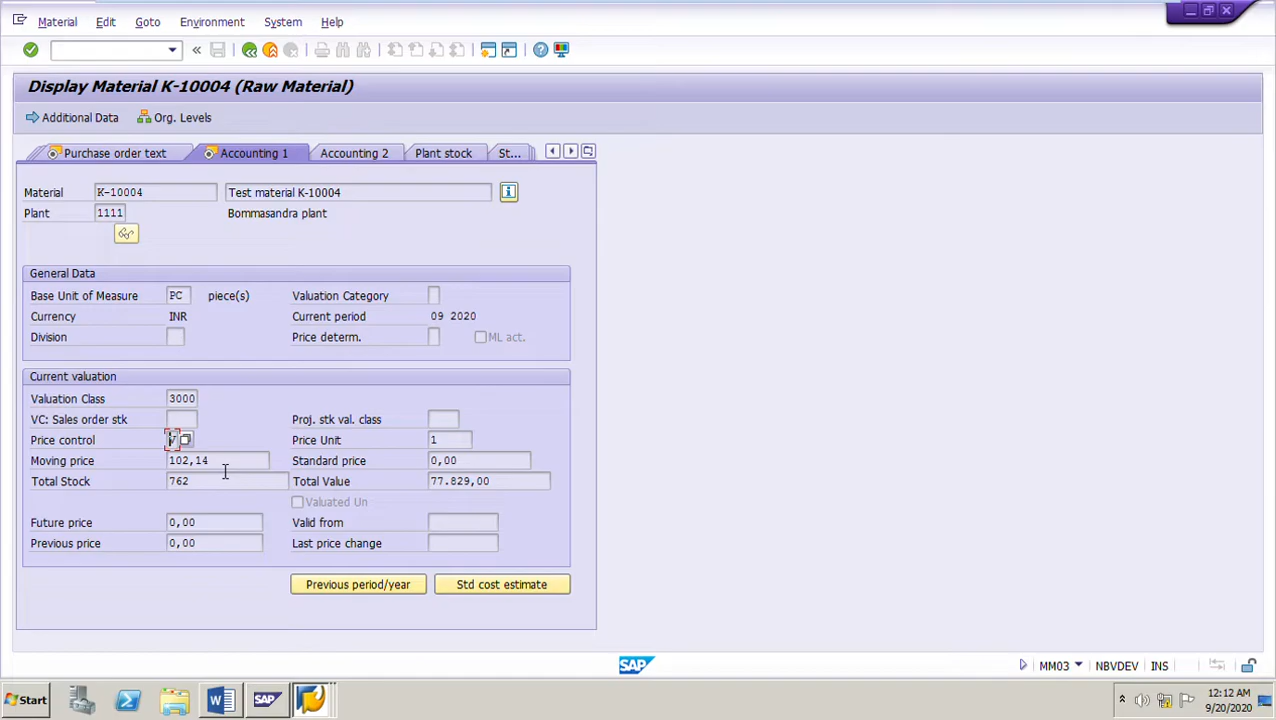 Material Edit Goto Environment System Help
Display Material K-10004 (Raw Material)
Additional Data Org. Levels
Purchase order text Accounting 1 Accounting 2 Plant stock St...
Material K-10004 Test material K-10004
Plant 1111 Bommasandra plant
General Data
Base Unit of Measure PC piece(s) Valuation Category
Currency INR Current period 09 2020
Division Price determ. ML act.
Current valuation
Valuation Class 3000
VC: Sales order stk Proj. stk val. class
Price control V Price Unit 1
Moving price 102,14 Standard price 0,00
Total Stock 762 Total Value 77.829,00
Valuated Un
Future price 0,00 Valid from
Previous price 0,00 Last price change
Previous period/year Std cost estimate
SAP MM03 NBVDEV INS
Start SAP 12:12 AM
9/20/2020